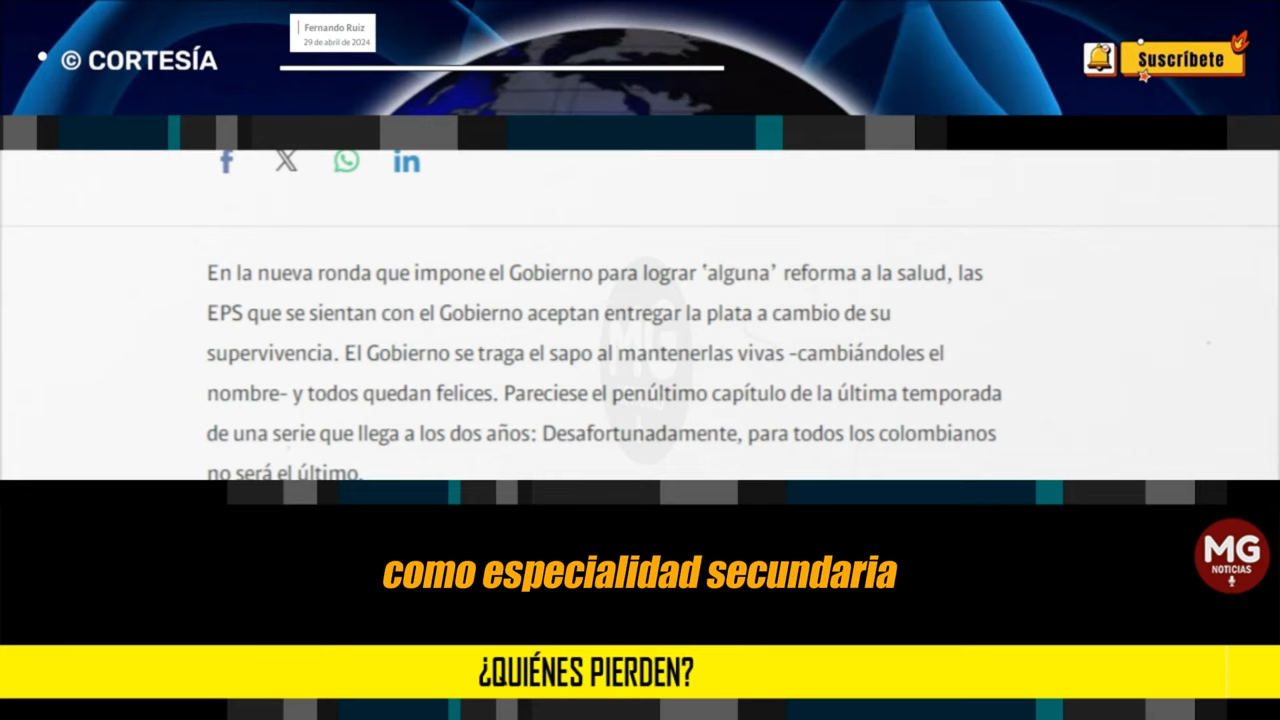 © CORTESÍA
Fernando Ruiz
29 de abril de 2024
Suscríbete
En la nueva ronda que impone el Gobierno para lograr ‘alguna’ reforma a la salud, las
EPS que se sientan con el Gobierno aceptan entregar la plata a cambio de su
supervivencia. El Gobierno se traga el sapo al mantenerlas vivas -cambiándoles el
nombre- y todos quedan felices. Pareciese el penúltimo capítulo de la última temporada
de una serie que llega a los dos años: Desafortunadamente, para todos los colombianos
no será el último.
como especialidad secundaria
MG
NOTICIAS
¿QUIÉNES PIERDEN?